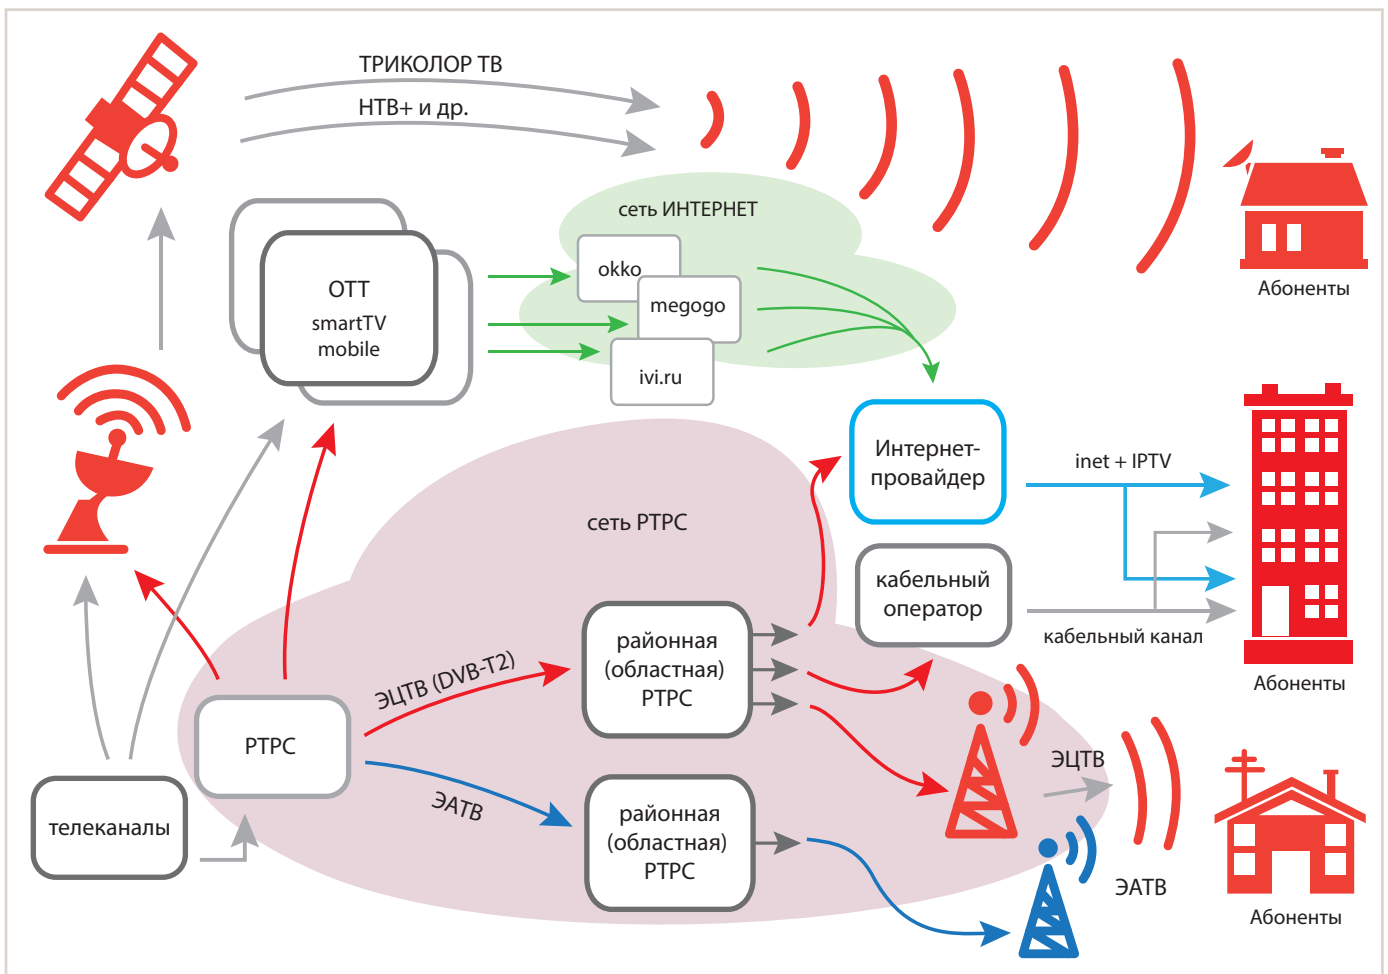 ТРИКОЛОР ТВ
НТВ+ и др.
сеть ИНТЕРНЕТ
okko
megogo
ivi.ru
ОТТ
smartTV
mobile
Абоненты
Интернет-
провайдер
inet + IPTV
сеть РТРС
кабельный
оператор
кабельный канал
Абоненты
районная
(областная)
РТРС
ЭЦТВ (DVB-T2)
РТРС
ЭАТВ
телеканалы
районная
(областная)
РТРС
ЭЦТВ
ЭАТВ
Абоненты